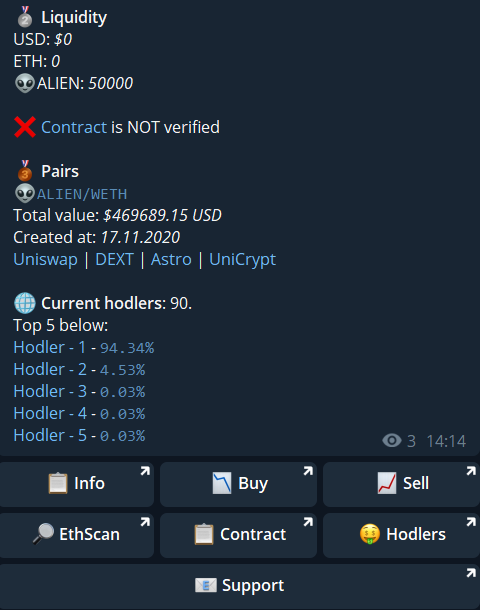 🥈 Liquidity
USD: $0
ETH: 0
👽ALIEN: 50000
❌ Contract is NOT verified
🥉 Pairs
👽ALIEN/WETH
Total value: $469689.15 USD
Created at: 17.11.2020
Uniswap | DEXT | Astro | UniCrypt
🌐 Current hodlers: 90.
Top 5 below:
Hodler - 1 - 94.34%
Hodler - 2 - 4.53%
Hodler - 3 - 0.03%
Hodler - 4 - 0.03%
Hodler - 5 - 0.03%
3 14:14
📋 Info 📉 Buy 📈 Sell
🔎 EthScan 📋 Contract 🤑 Hodlers
📧 Support